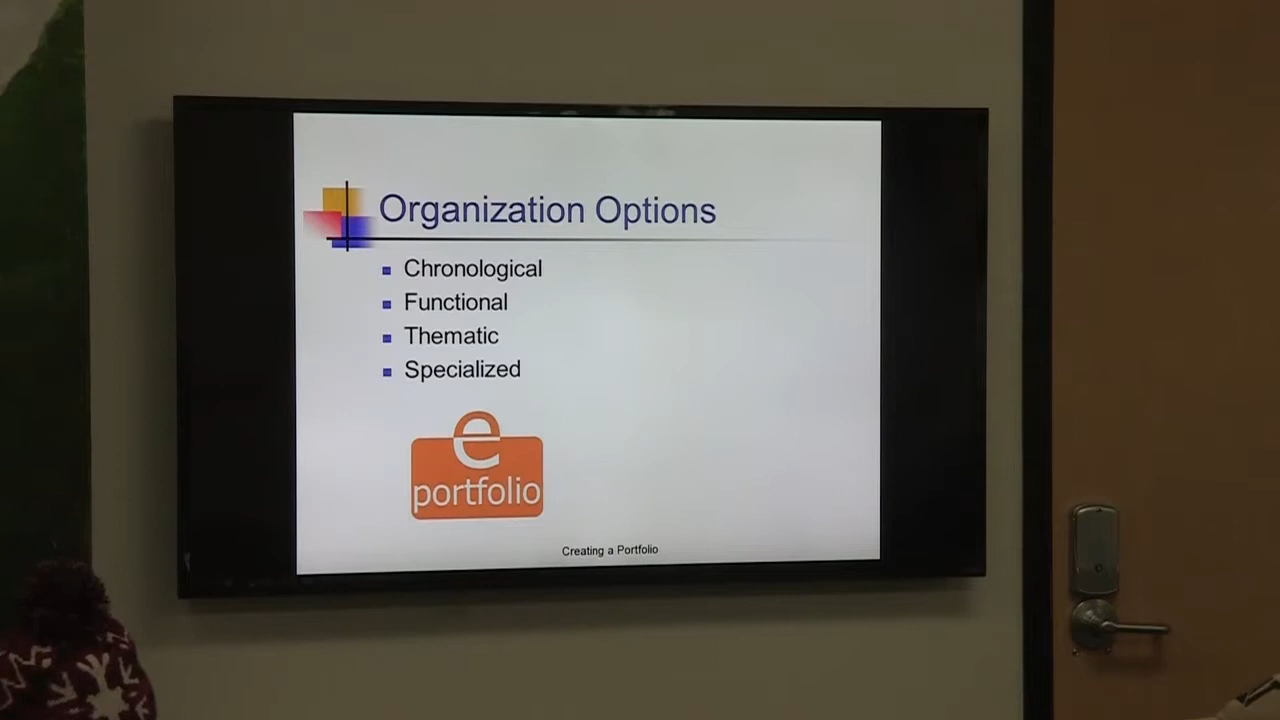 Organization Options
Chronological
Functional
Thematic
Specialized
e
portfolio
Creating a Portfolio